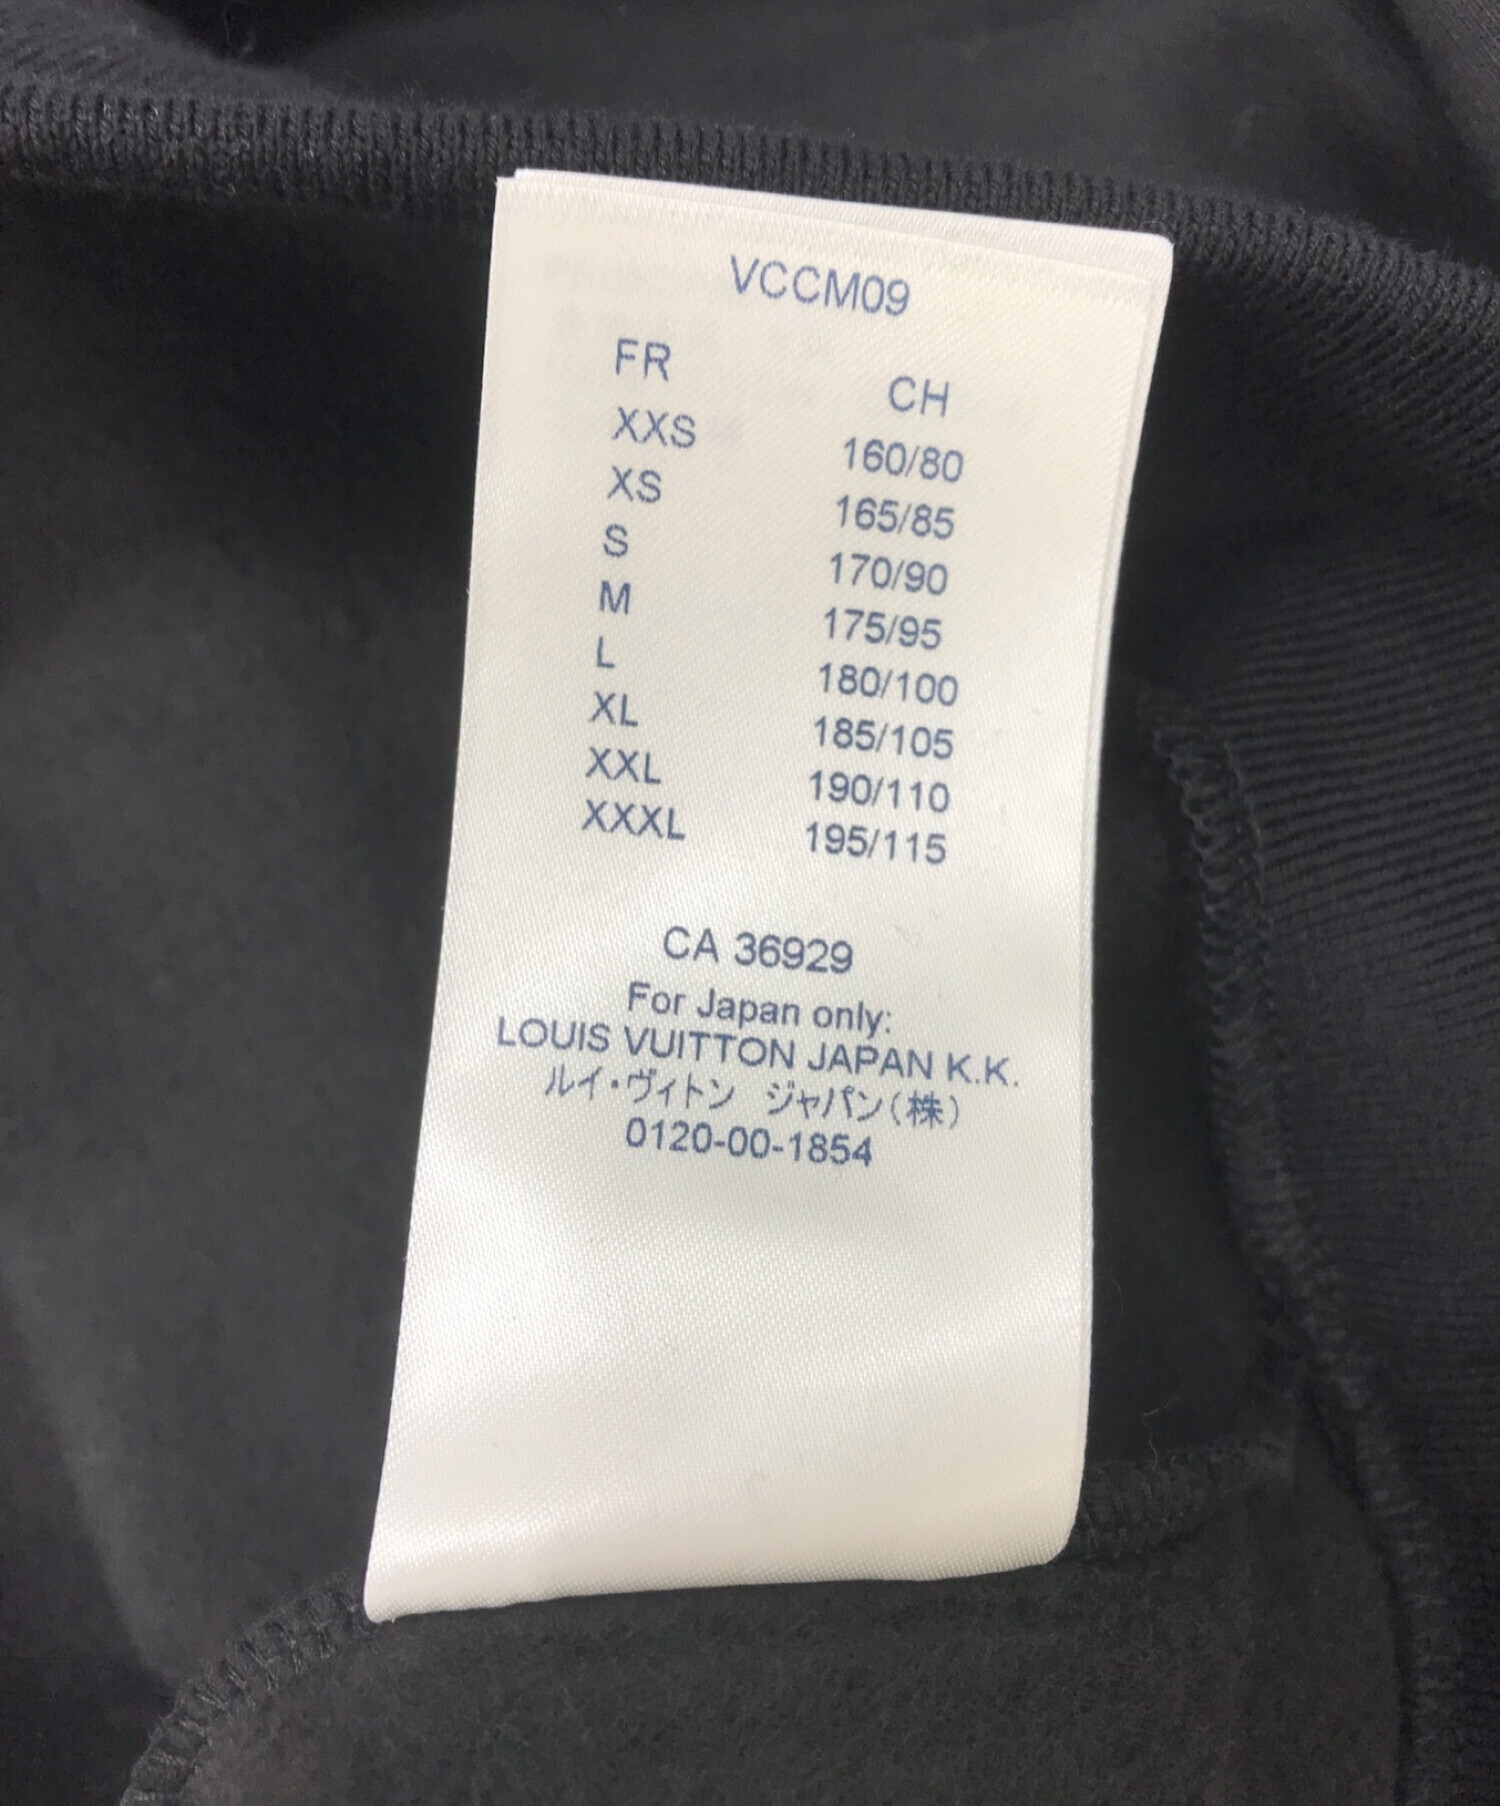 VCCM09
FR CH
XXS 160/80
XS 165/85
S 170/90
M 175/95
L 180/100
XL 185/105
XXL 190/110
XXXL 195/115
CA 36929
For Japan only:
LOUIS VUITTON JAPAN K.K.
ルイ・ヴィトン ジャパン(株)
0120-00-1854